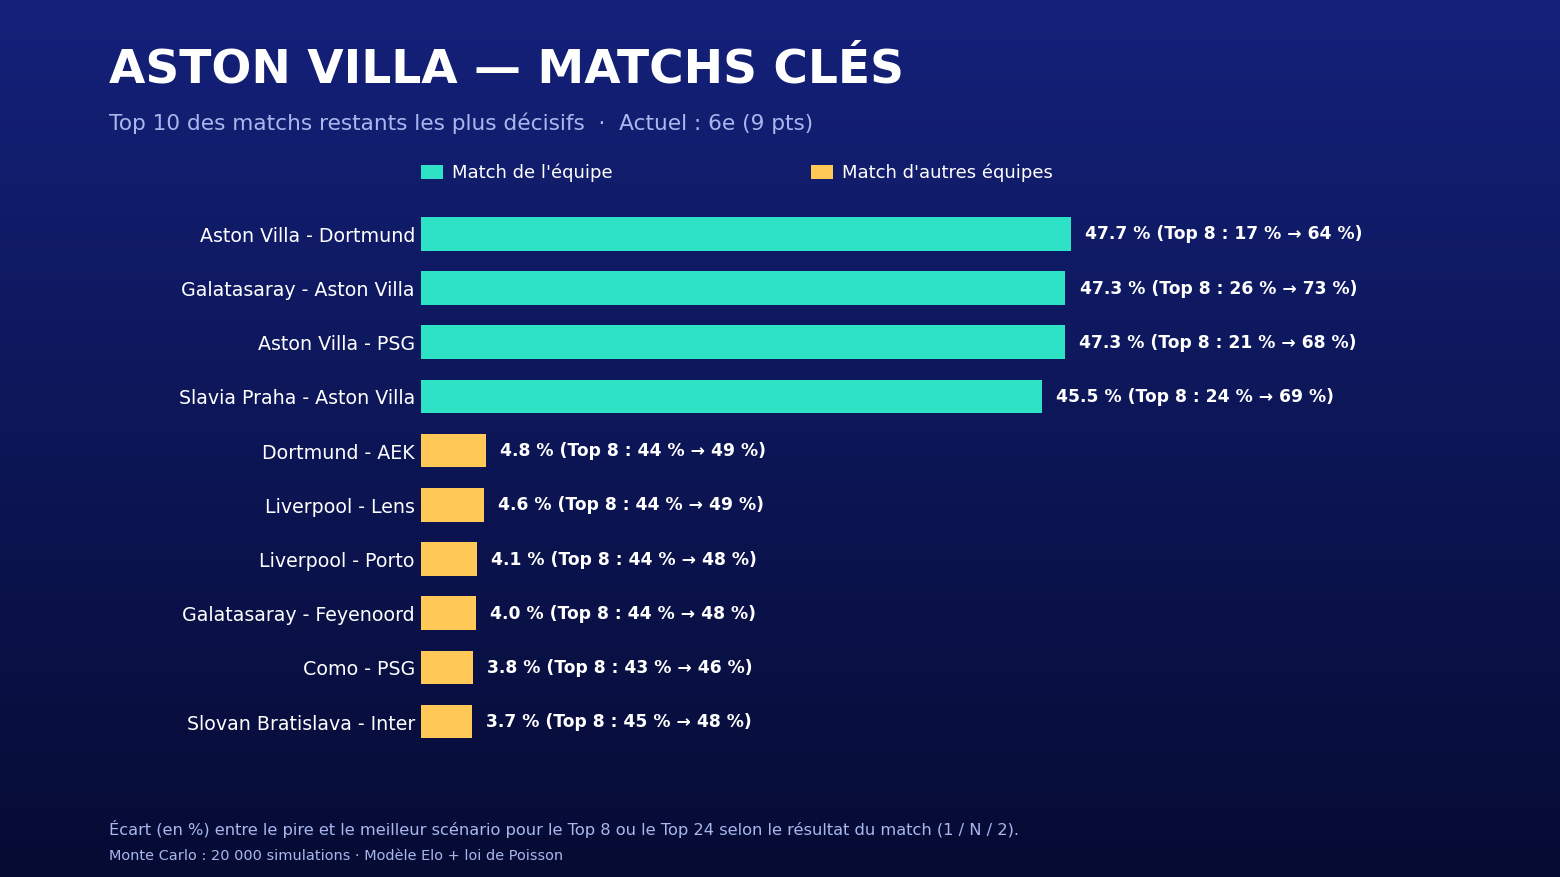 ASTON VILLA — MATCHS CLÉS
Top 10 des matchs restants les plus décisifs · Actuel : 6e (9 pts)
Match de l'équipe
Match d'autres équipes
Aston Villa - Dortmund 47.7 % (Top 8 : 17 % → 64 %)
Galatasaray - Aston Villa 47.3 % (Top 8 : 26 % → 73 %)
Aston Villa - PSG 47.3 % (Top 8 : 21 % → 68 %)
Slavia Praha - Aston Villa 45.5 % (Top 8 : 24 % → 69 %)
Dortmund - AEK 4.8 % (Top 8 : 44 % → 49 %)
Liverpool - Lens 4.6 % (Top 8 : 44 % → 49 %)
Liverpool - Porto 4.1 % (Top 8 : 44 % → 48 %)
Galatasaray - Feyenoord 4.0 % (Top 8 : 44 % → 48 %)
Como - PSG 3.8 % (Top 8 : 43 % → 46 %)
Slovan Bratislava - Inter 3.7 % (Top 8 : 45 % → 48 %)
Écart (en %) entre le pire et le meilleur scénario pour le Top 8 ou le Top 24 selon le résultat du match (1 / N / 2).
Monte Carlo : 20 000 simulations · Modèle Elo + loi de Poisson